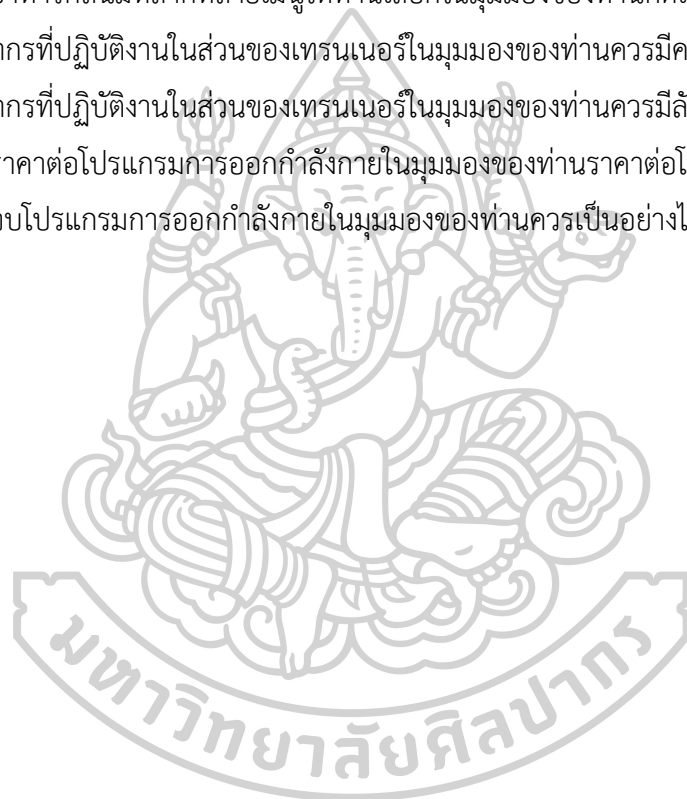 ากรที่ปฏิบัติงานในส่วนของเทรนเนอร์ในมุมมองของท่านควรมีค
ากรที่ปฏิบัติงานในส่วนของเทรนเนอร์ในมุมมองของท่านควรมีลั
ราคาต่อโปรแกรมการออกกำลังกายในมุมมองของท่านราคาต่อโ
บโปรแกรมการออกกำลังกายในมุมมองของท่านควรเป็นอย่างไ
มหาวิทยาลัยศิลปากร